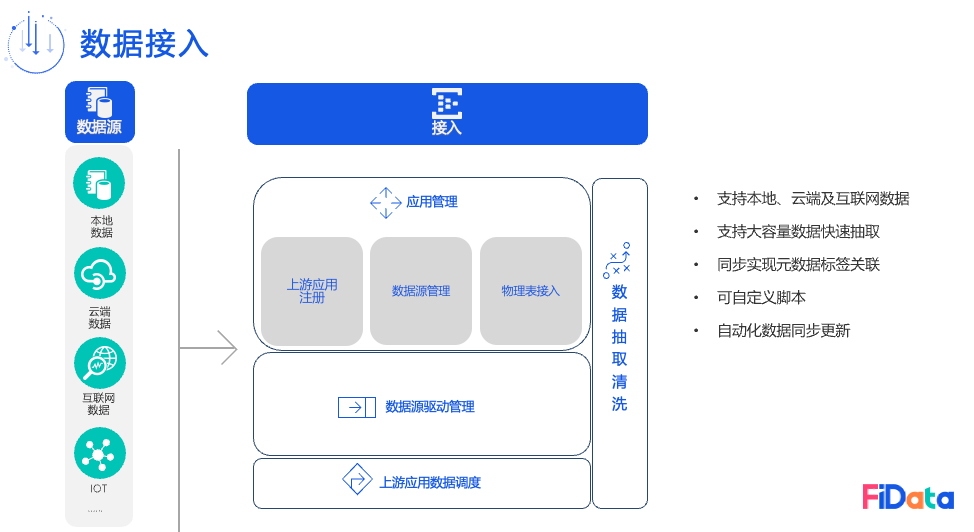 数据接入
数据源
本地
数据
云端
数据
互联网
数据
IOT
......
接入
应用管理
上游应用
注册
数据源管理
物理表接入
数据源驱动管理
上游应用数据调度
数
据
抽
取
清
洗
• 支持本地、云端及互联网数据
• 支持大容量数据快速抽取
• 同步实现元数据标签关联
• 可自定义脚本
• 自动化数据同步更新
FiData